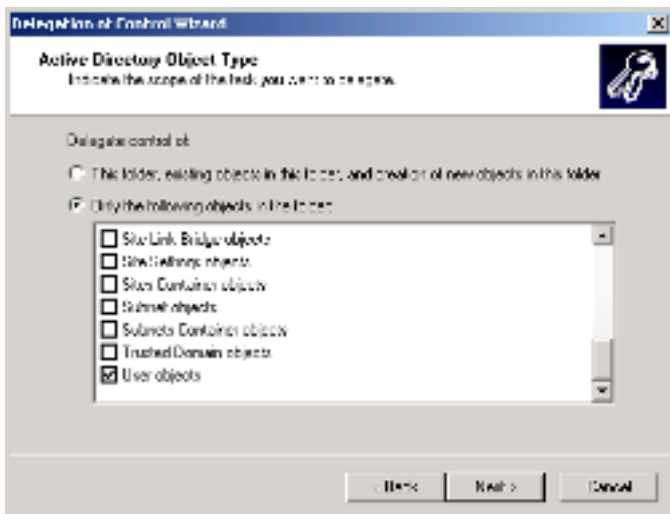 Delegation of Control Wizard
Active Directory Object Type
Indicate the scope of the task you want to delegate.
Delegate control of:
This folder, existing objects in this folder, and creation of new objects in this folder
Only the following objects in the folder:
Site Link Bridge objects
Site Settings objects
Sites Container objects
Subnet objects
Subnets Container objects
Trusted Domain objects
User objects
< Back
Next >
Cancel